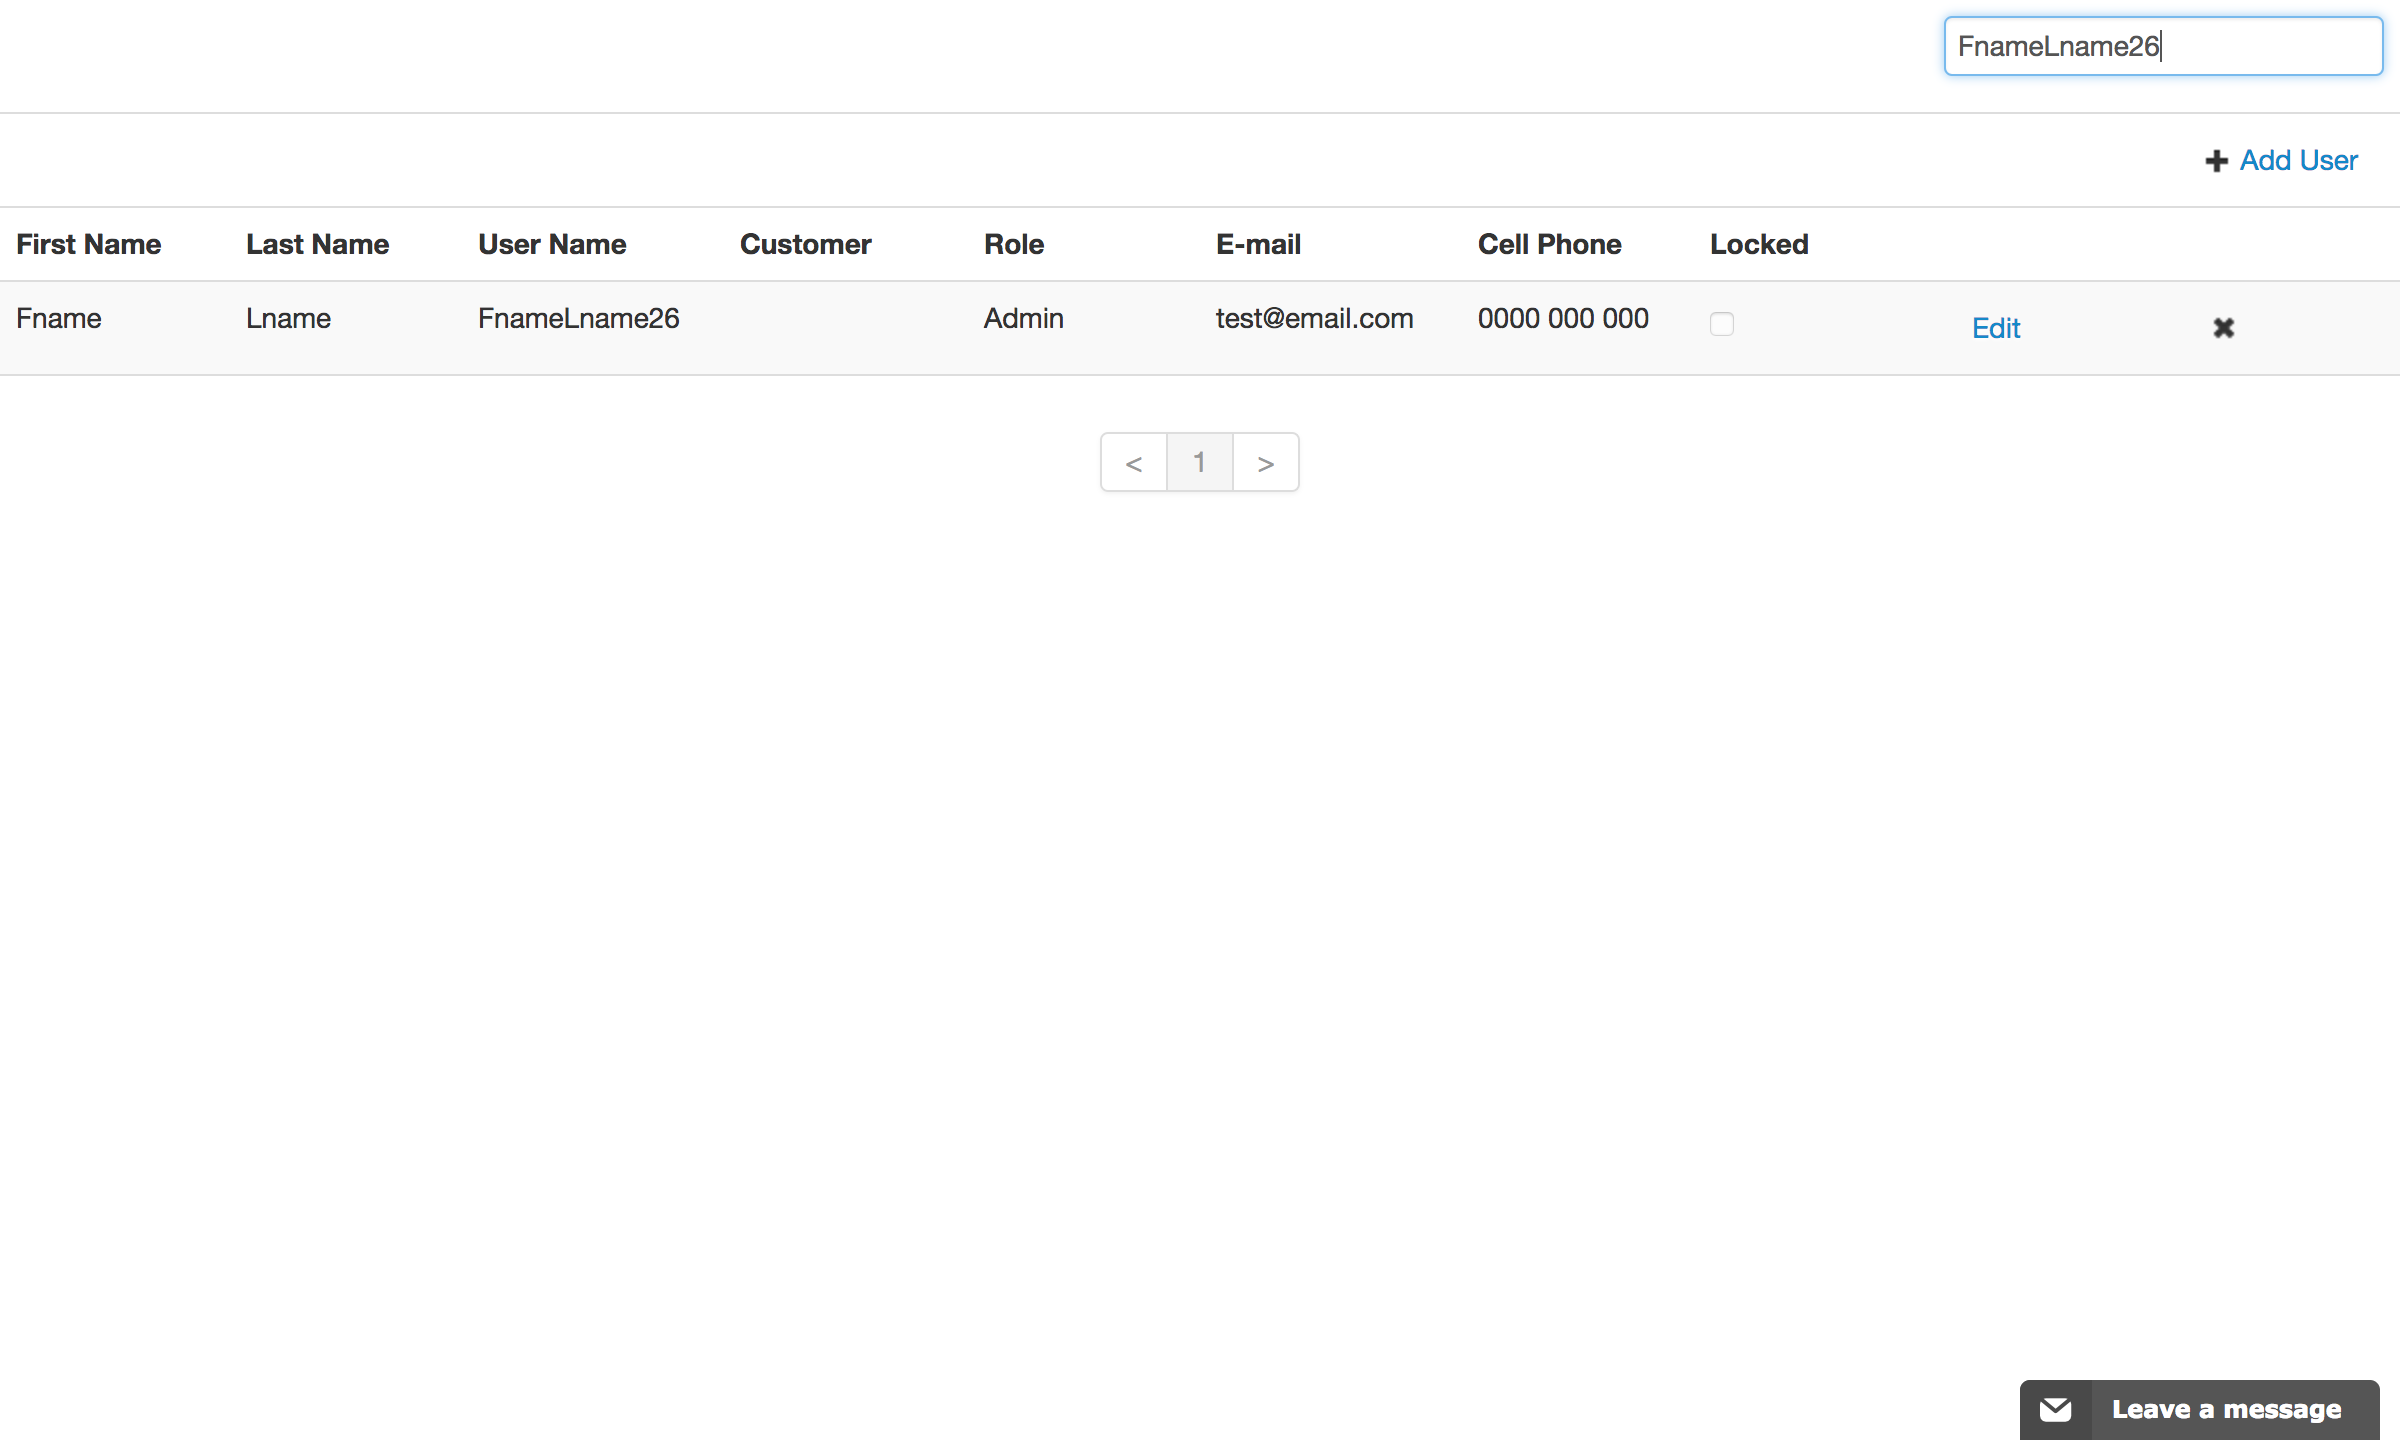 FnameLname26
Add User
First Name Last Name User Name Customer Role E-mail Cell Phone Locked
Fname Lname FnameLname26 Admin test@email.com 0000 000 000 Edit
< 1 >
Leave a message